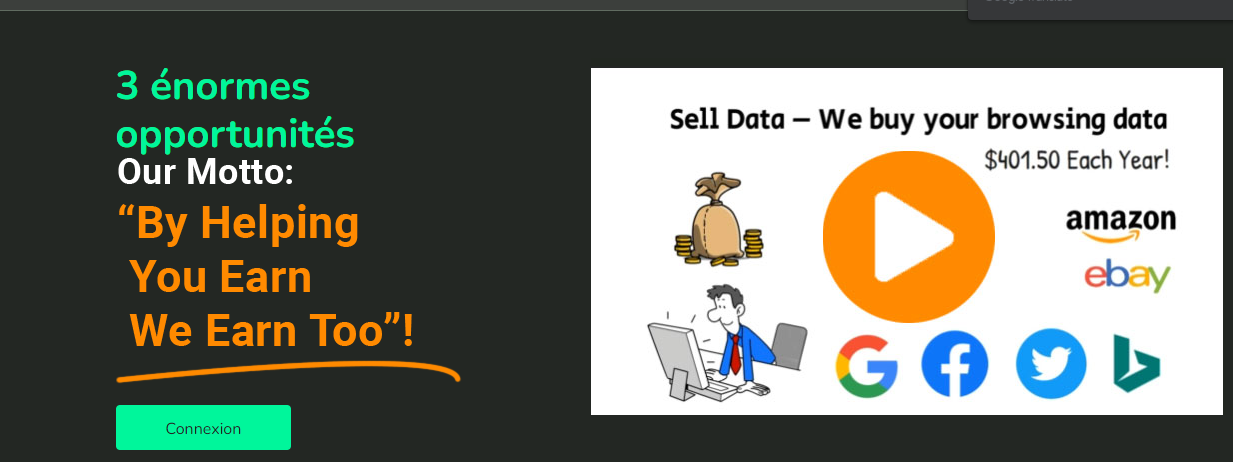 3 énormes
opportunités
Our Motto:
“By Helping
You Earn
We Earn Too”!
Connexion
Sell Data – We buy your browsing data
$401.50 Each Year!
amazon
ebay